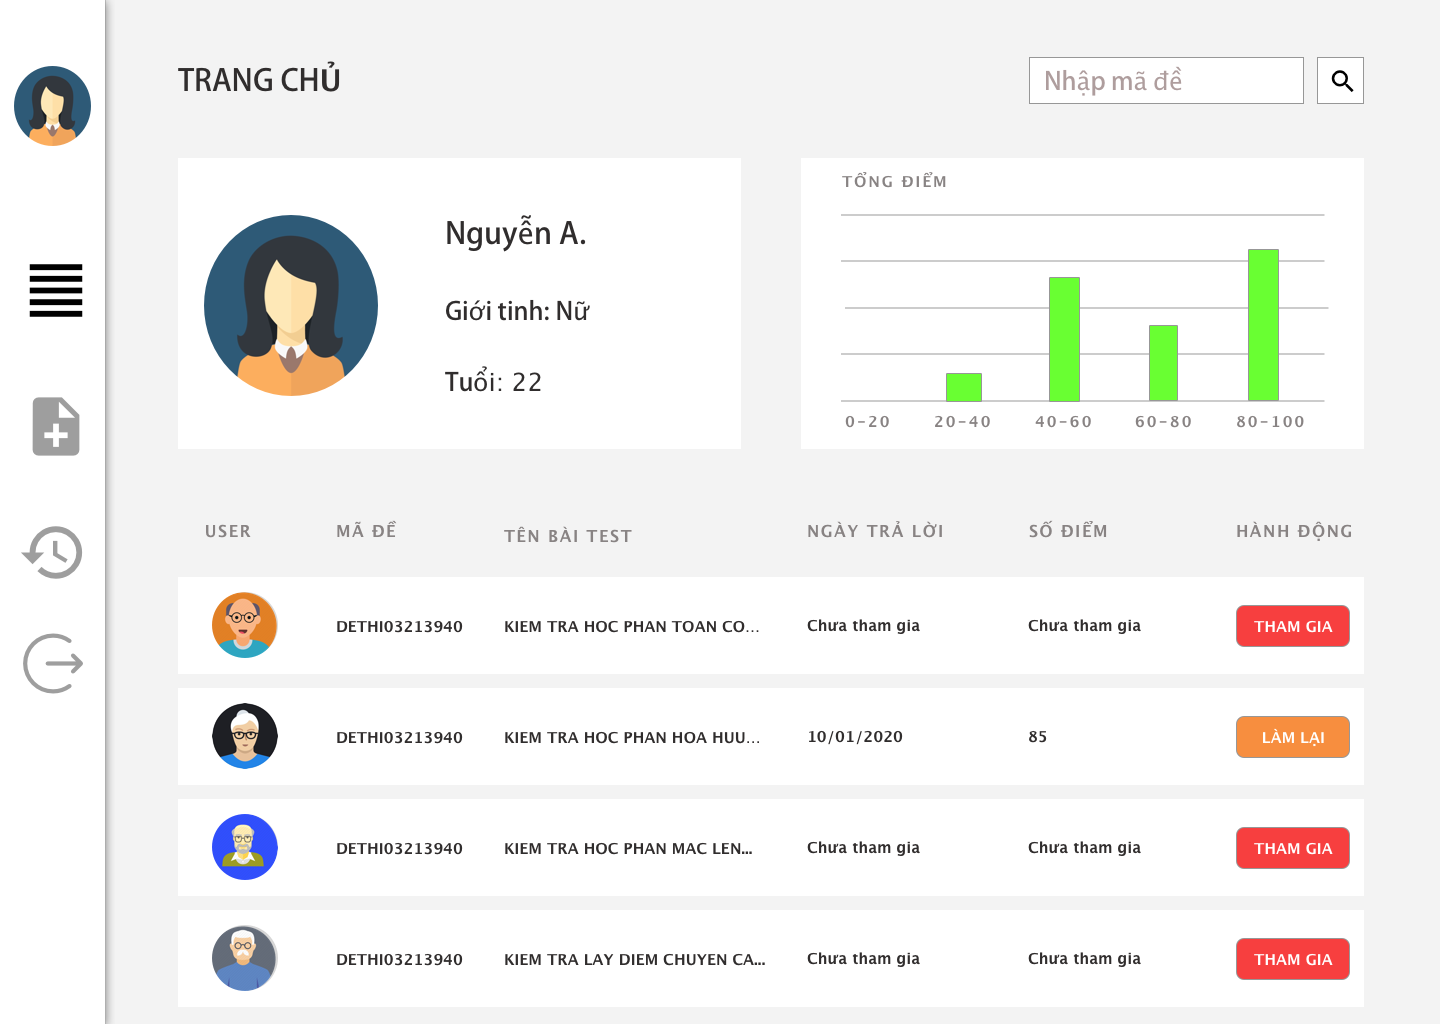 TRANG CHỦ
Nhập mã đề
Nguyễn A.
Giới tinh: Nữ
Tuổi: 22
TỔNG ĐIỂM
0-20 20-40 40-60 60-80 80-100
USER MÃ ĐỀ TÊN BÀI TEST NGÀY TRẢ LỜI SỐ ĐIỂM HÀNH ĐỘNG
DETHI03213940 KIEM TRA HOC PHAN TOAN CO... Chưa tham gia Chưa tham gia THAM GIA
DETHI03213940 KIEM TRA HOC PHAN HOA HUU... 10/01/2020 85 LÀM LẠI
DETHI03213940 KIEM TRA HOC PHAN MAC LEN... Chưa tham gia Chưa tham gia THAM GIA
DETHI03213940 KIEM TRA LAY DIEM CHUYEN CA... Chưa tham gia Chưa tham gia THAM GIA